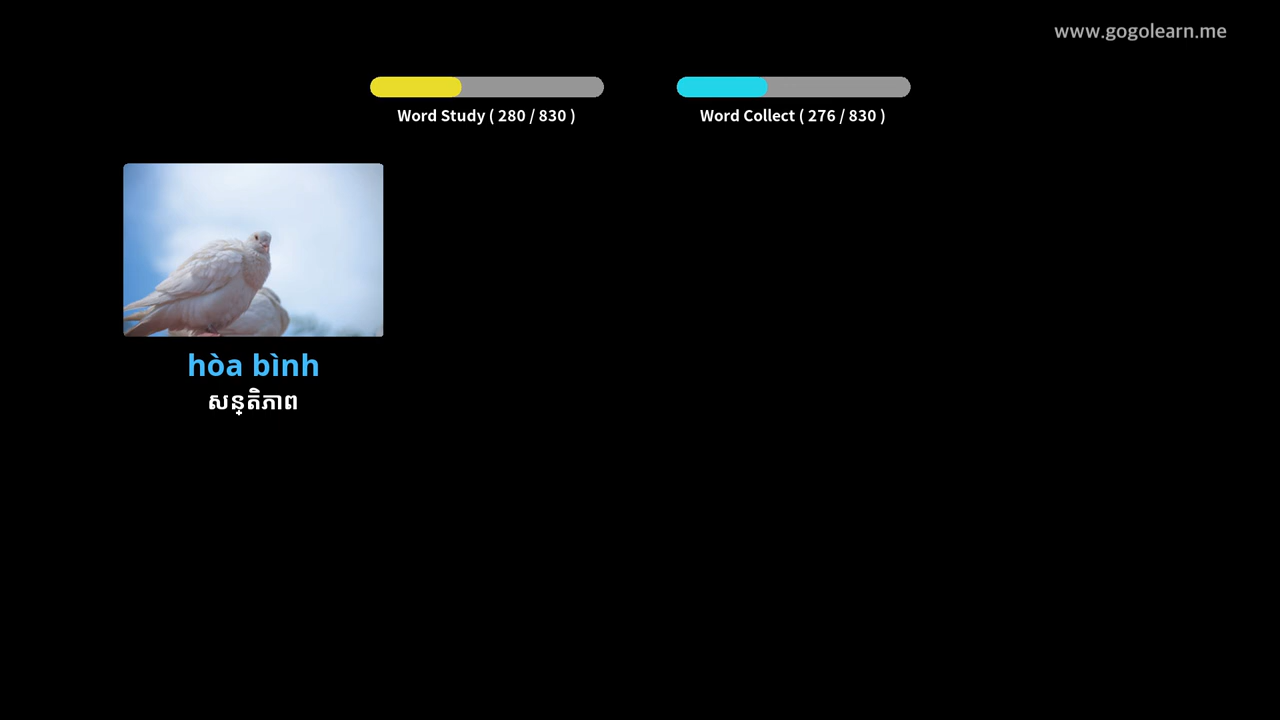 www.gogolearn.me
Word Study ( 280 / 830 )
Word Collect ( 276 / 830 )
hòa bình
សន្តិភាព